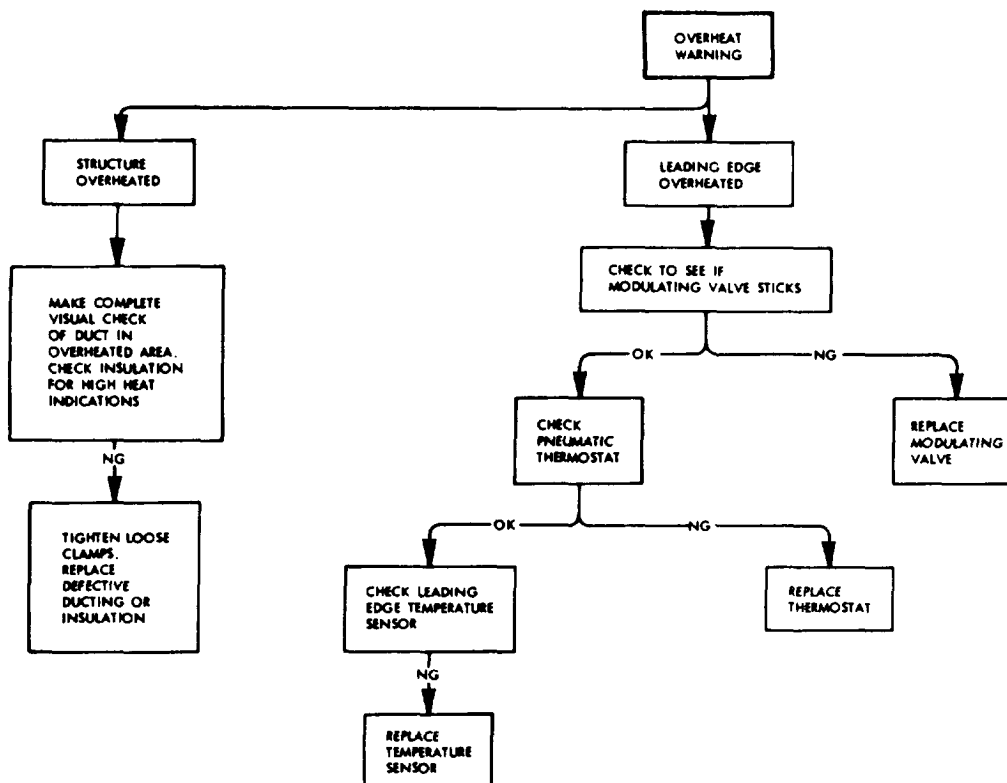 OVERHEAT
WARNING
STRUCTURE
OVERHEATED
LEADING EDGE
OVERHEATED
MAKE COMPLETE
VISUAL CHECK
OF DUCT IN
OVERHEATED AREA.
CHECK INSULATION
FOR HIGH HEAT
INDICATIONS
CHECK TO SEE IF
MODULATING VALVE STICKS
OK
NG
CHECK
PNEUMATIC
THERMOSTAT
REPLACE
MODULATING
VALVE
NG
TIGHTEN LOOSE
CLAMPS.
REPLACE
DEFECTIVE
DUCTING OR
INSULATION
OK
NG
CHECK LEADING
EDGE TEMPERATURE
SENSOR
REPLACE
THERMOSTAT
NG
REPLACE
TEMPERATURE
SENSOR